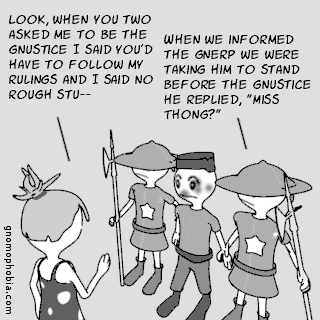 LOOK, WHEN YOU TWO
ASKED ME TO BE THE
GNUSTICE I SAID YOU'D
HAVE TO FOLLOW MY
RULINGS AND I SAID NO
ROUGH STU--
WHEN WE INFORMED
THE GNERP WE WERE
TAKING HIM TO STAND
BEFORE THE GNUSTICE
HE REPLIED, "MISS
THONG?"
gnomophobia.com